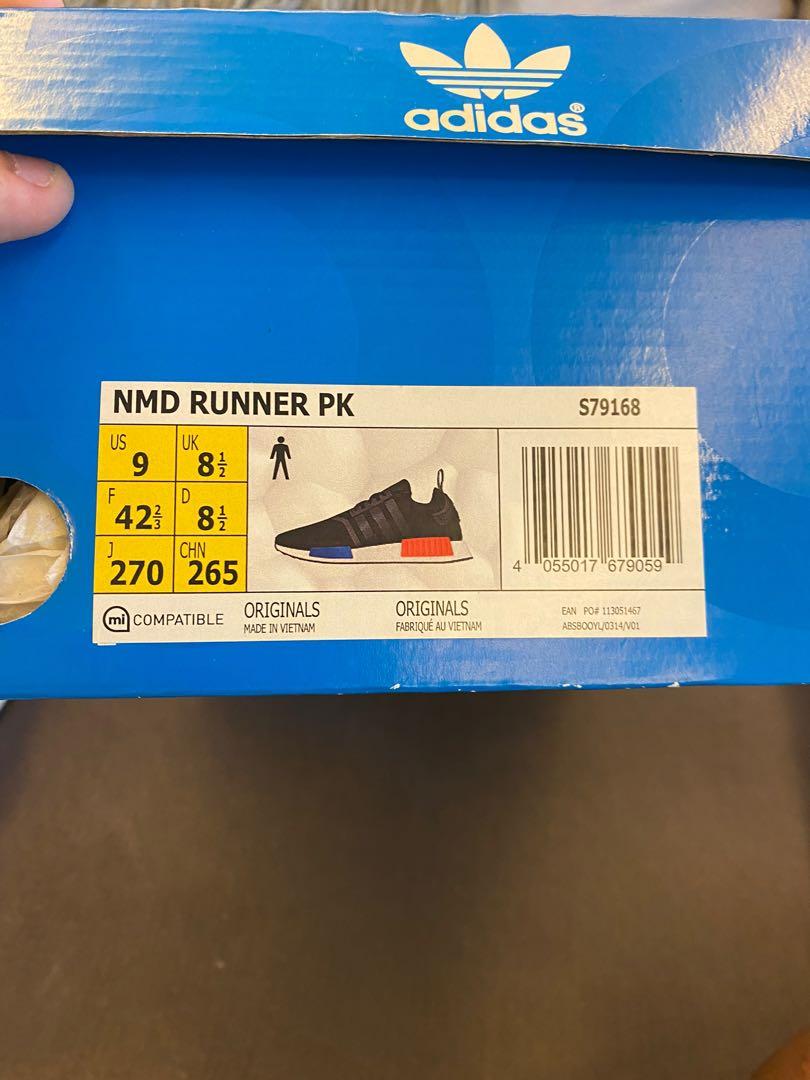 adidas®
NMD RUNNER PK S79168
US 9 UK 8½
F 42⅔ D 8½
J 270 CHN 265
4 055017 679059
mi COMPATIBLE
ORIGINALS
MADE IN VIETNAM
ORIGINALS
FABRIQUÉ AU VIETNAM
EAN PO# 113051467
ABSBOOYL/0314/V01